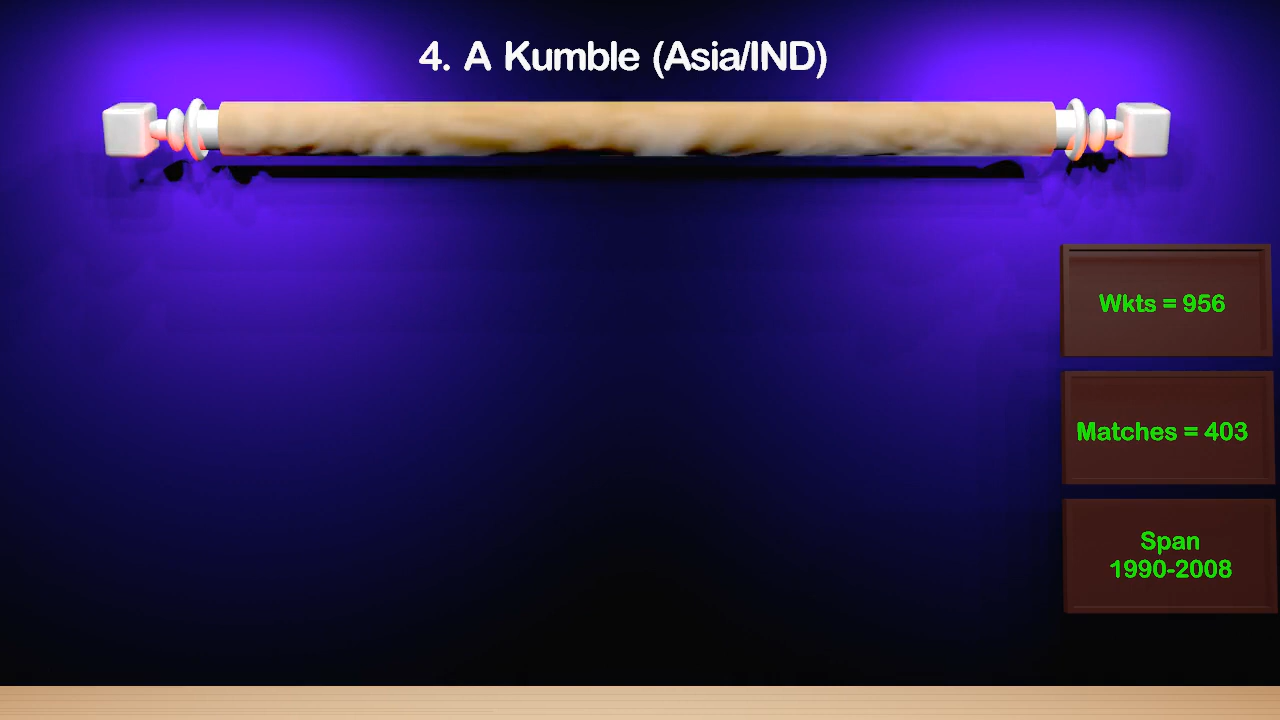 4. A Kumble (Asia/IND)
Wkts = 956
Matches = 403
Span
1990-2008